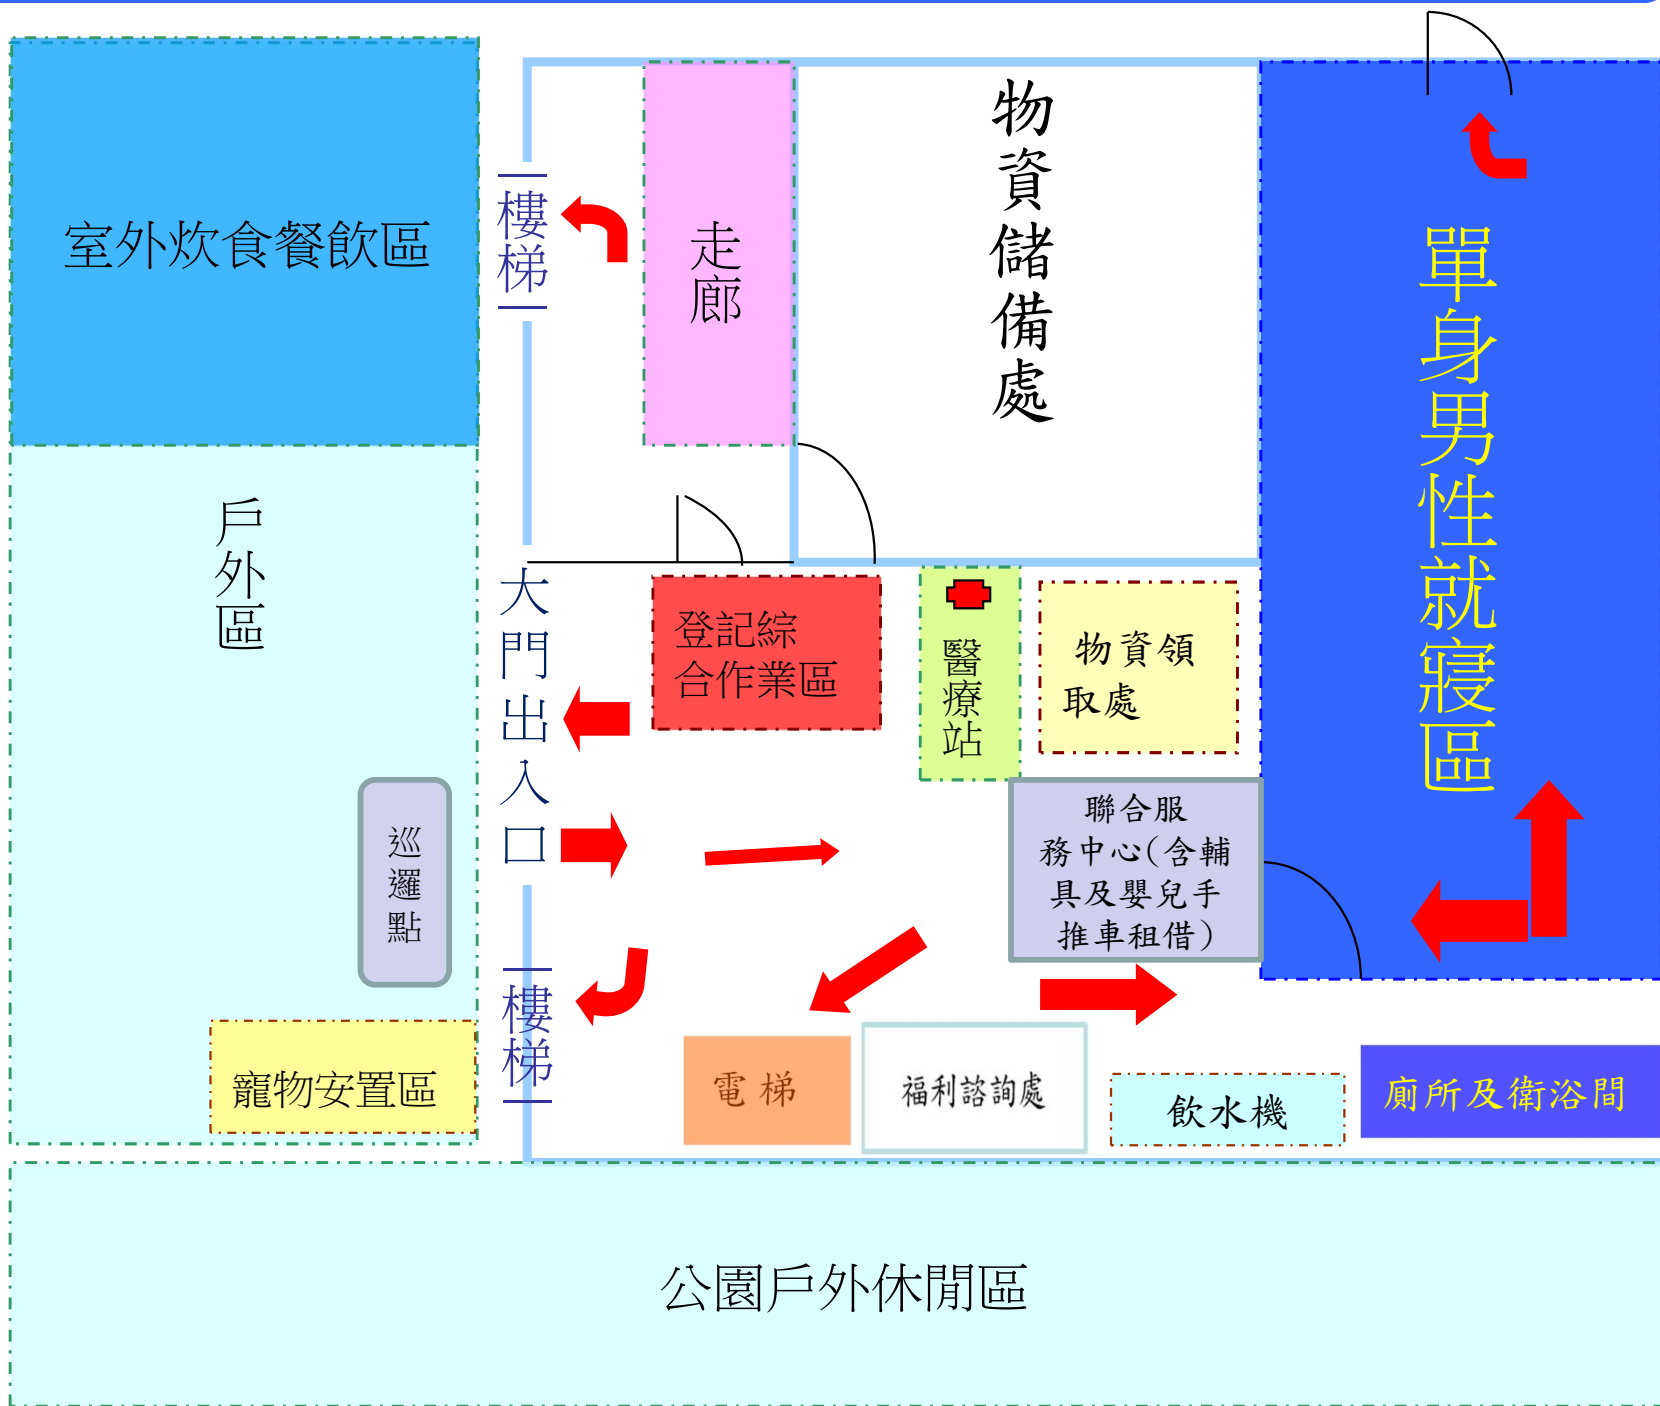 室外炊食餐飲區
樓梯
走廊
物資儲備處
單身男性就寢區
戶外區
大門出入口
登記綜
合作業區
醫療站
物資領
取處
巡邏點
聯合服
務中心(含輔
具及嬰兒手
推車租借)
樓梯
寵物安置區
電梯
福利諮詢處
飲水機
廁所及衛浴間
公園戶外休閒區